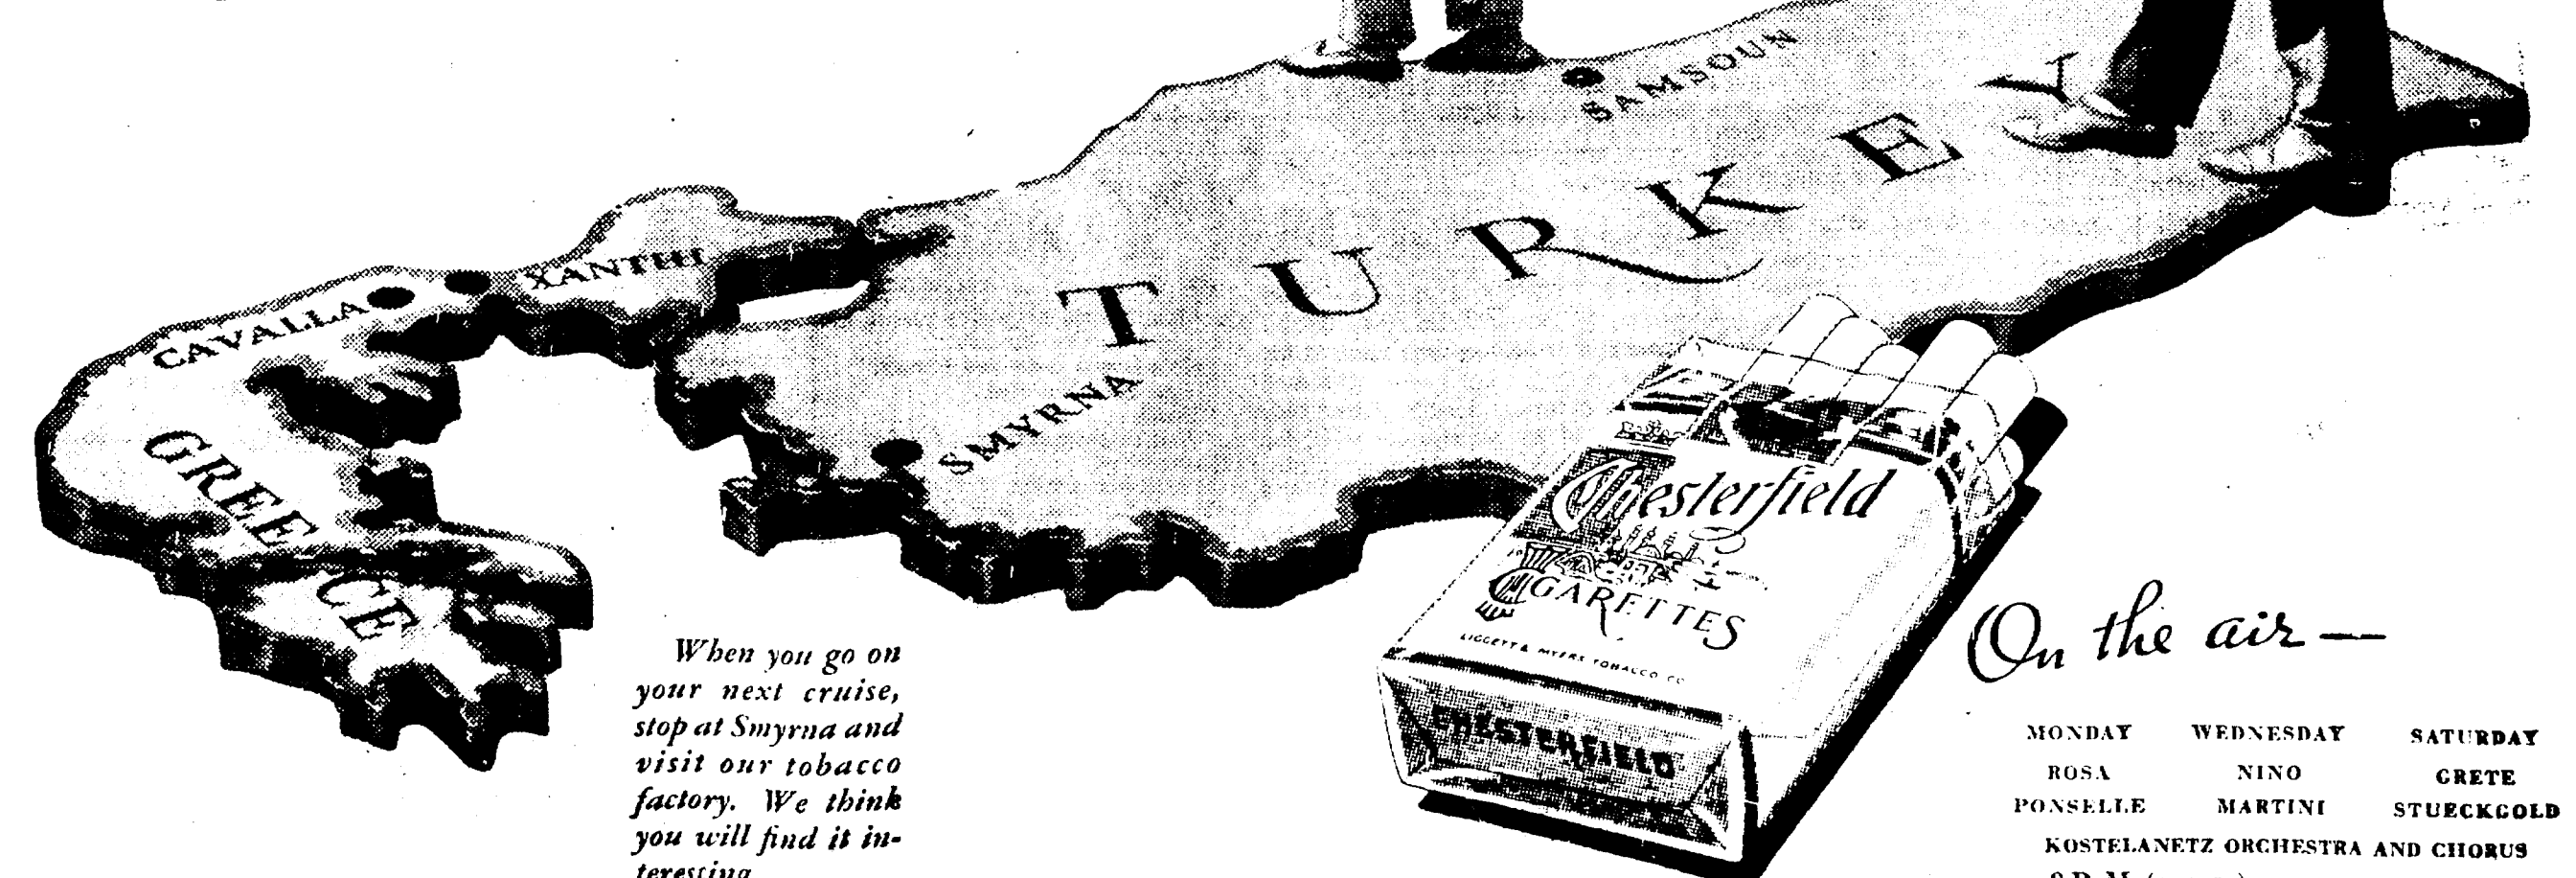 SAMSOUN
TURKEY
XANTHI
CAVALLA
SMYRNA
GREECE
Chesterfield
CIGARETTES
LIGGETT & MYERS TOBACCO CO
CHESTERFIELD
When you go on
your next cruise,
stop at Smyrna and
visit our tobacco
factory. We think
you will find it in-
teresting
On the air—
MONDAY WEDNESDAY SATURDAY
ROSA NINO GRETE
PONSELLE MARTINI STUECKGOLD
KOSTELANETZ ORCHESTRA AND CHORUS